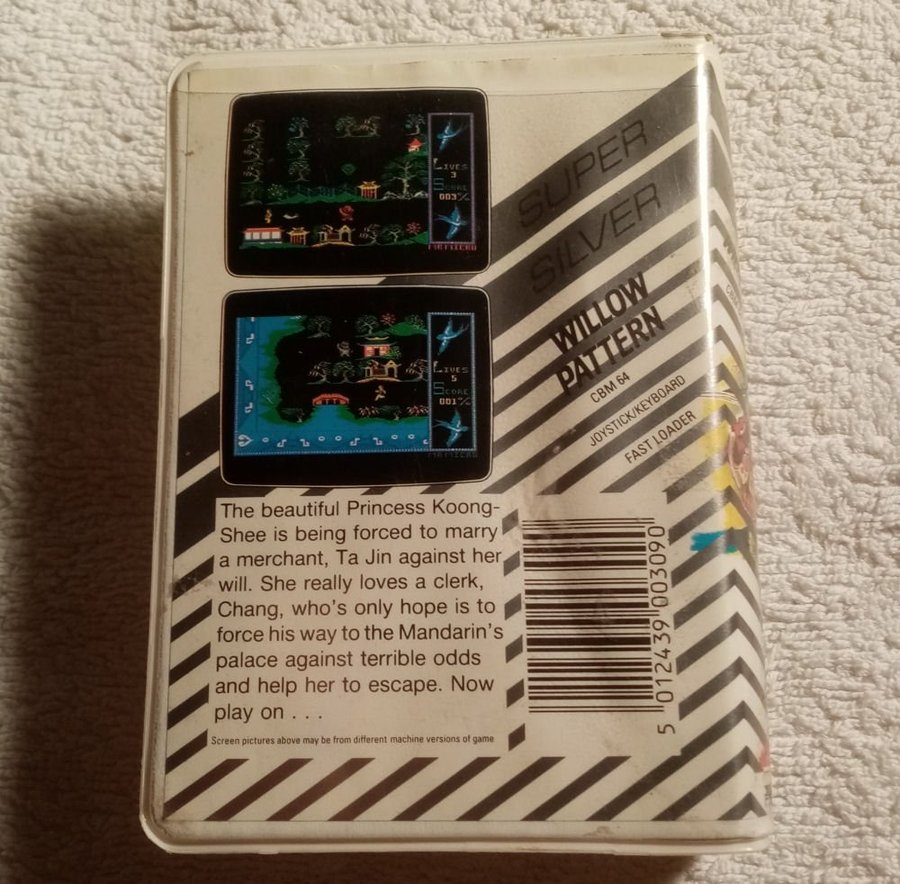 LIVES
3
SCORE
003%
MR MICRO
LIVES
5
SCORE
001%
MR MICRO
SUPER
SILVER
WILLOW
PATTERN
CBM 64
JOYSTICK/KEYBOARD
FAST LOADER
The beautiful Princess Koong-
Shee is being forced to marry
a merchant, Ta Jin against her
will. She really loves a clerk,
Chang, who's only hope is to
force his way to the Mandarin's
palace against terrible odds
and help her to escape. Now
play on . . .
Screen pictures above may be from different machine versions of game
5 012439 003090